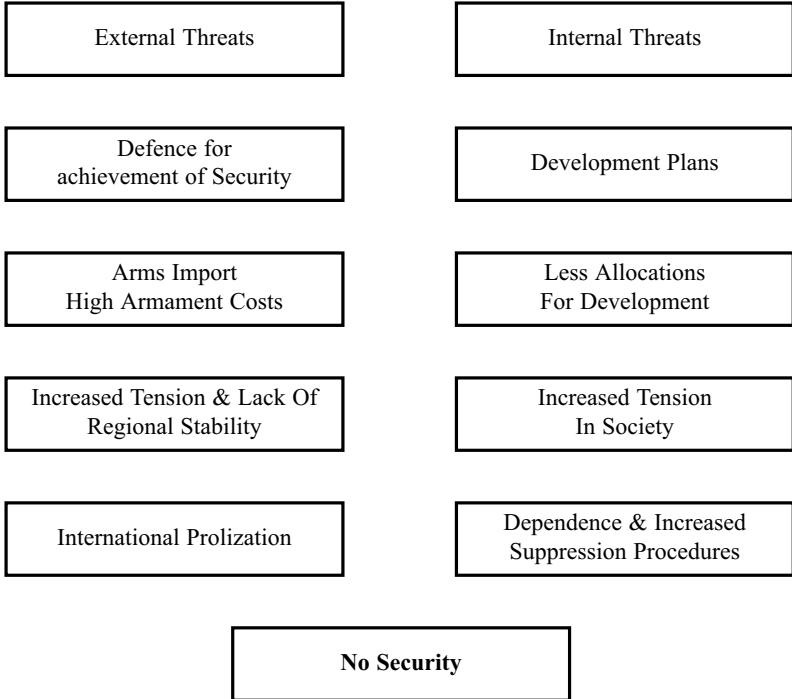 External Threats
Internal Threats
Defence for
achievement of Security
Development Plans
Arms Import
High Armament Costs
Less Allocations
For Development
Increased Tension & Lack Of
Regional Stability
Increased Tension
In Society
International Prolization
Dependence & Increased
Suppression Procedures
No Security